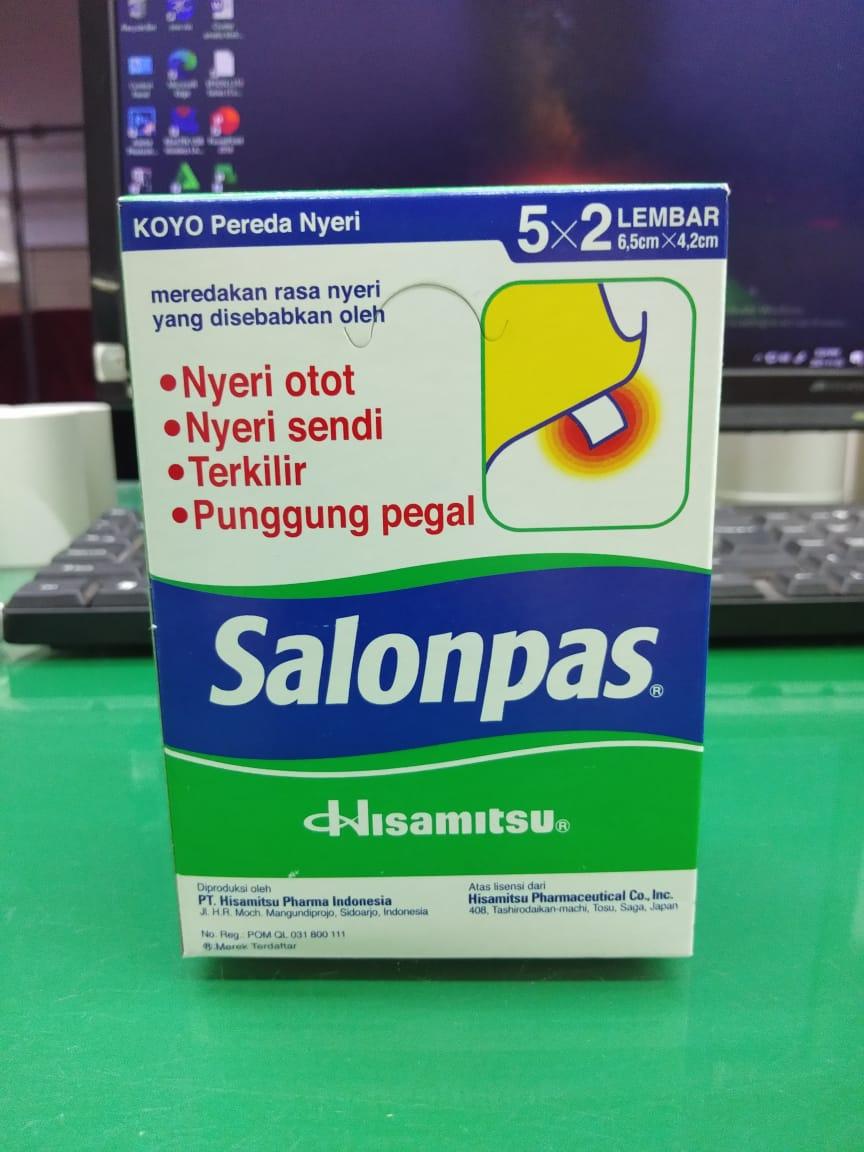 KOYO Pereda Nyeri
5×2 LEMBAR
6,5cm×4,2cm
meredakan rasa nyeri
yang disebabkan oleh
•Nyeri otot
•Nyeri sendi
•Terkilir
•Punggung pegal
Salonpas®
Hisamitsu®
Diproduksi oleh
PT. Hisamitsu Pharma Indonesia
Jl. H.R. Moch. Mangundiprojo, Sidoarjo, Indonesia
No. Reg.: POM QL 031 800 111
®:Merek Terdaftar
Atas lisensi dari
Hisamitsu Pharmaceutical Co., Inc.
408, Tashirodaikan-machi, Tosu, Saga, Japan